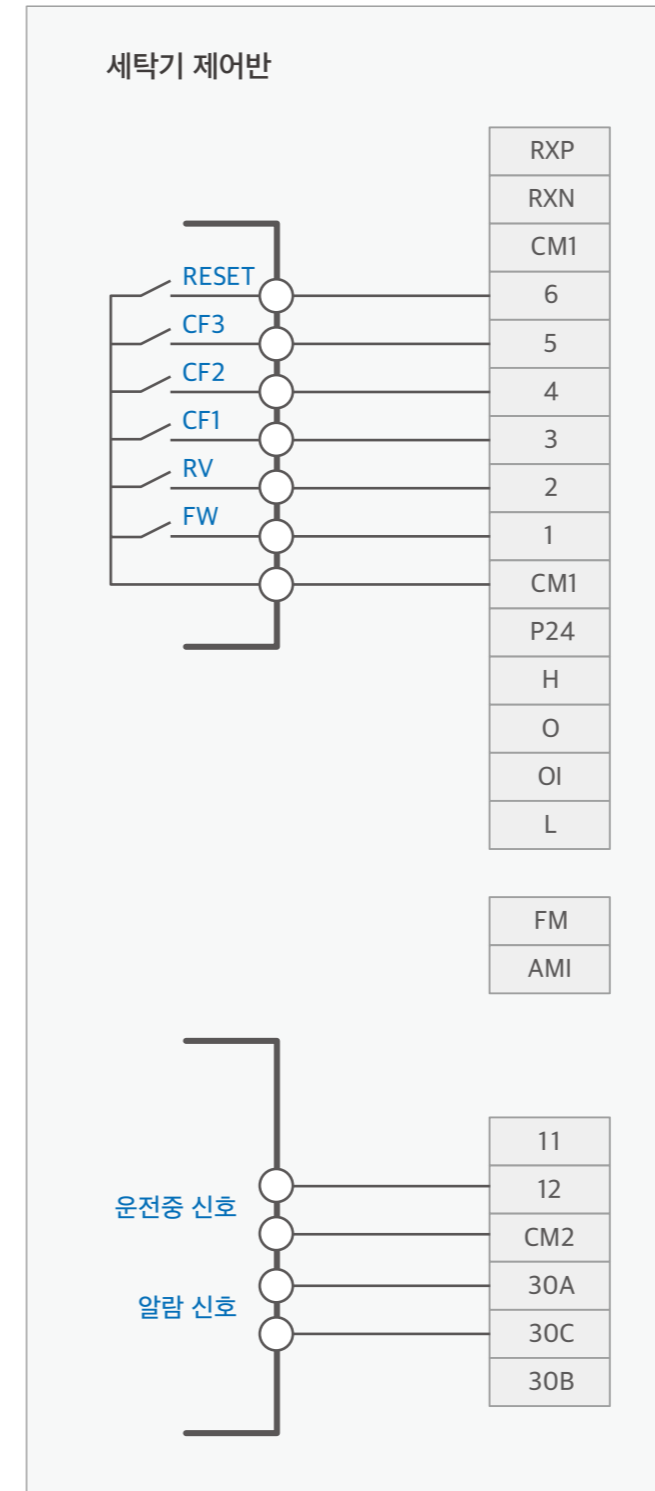 세탁기 제어반
RXP
RXN
CM1
RESET 6
CF3 5
CF2 4
CF1 3
RV 2
FW 1
CM1
P24
H
O
OI
L
FM
AMI
11
12
운전중 신호
CM2
30A
알람 신호
30C
30B